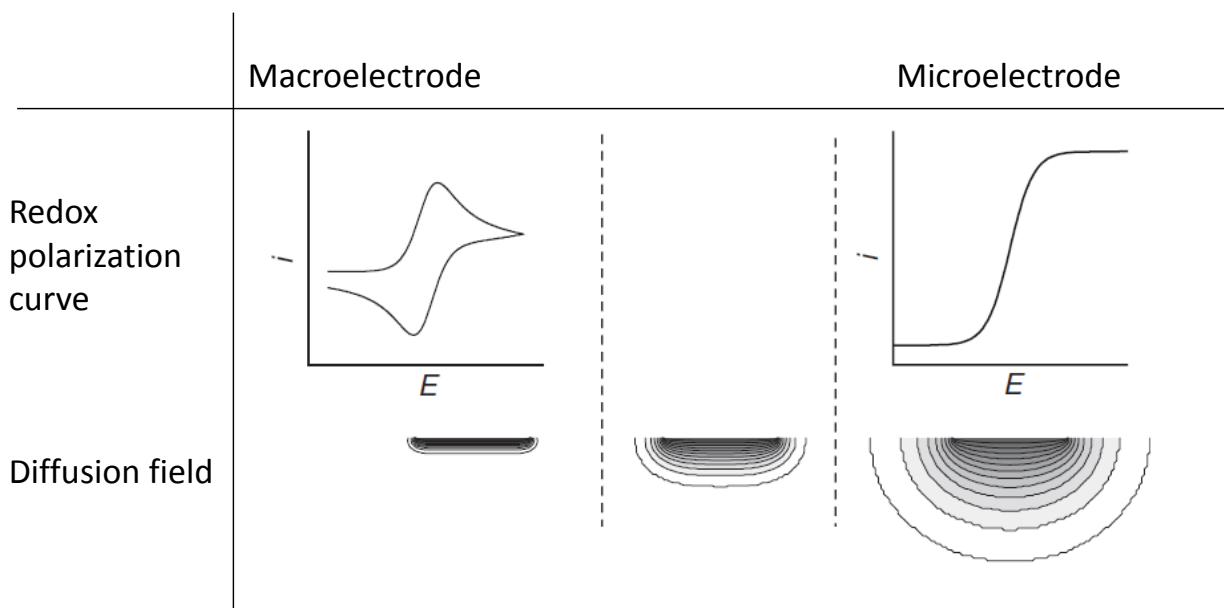 Macroelectrode
Microelectrode
Redox
polarization
curve
i
E
i
E
Diffusion field